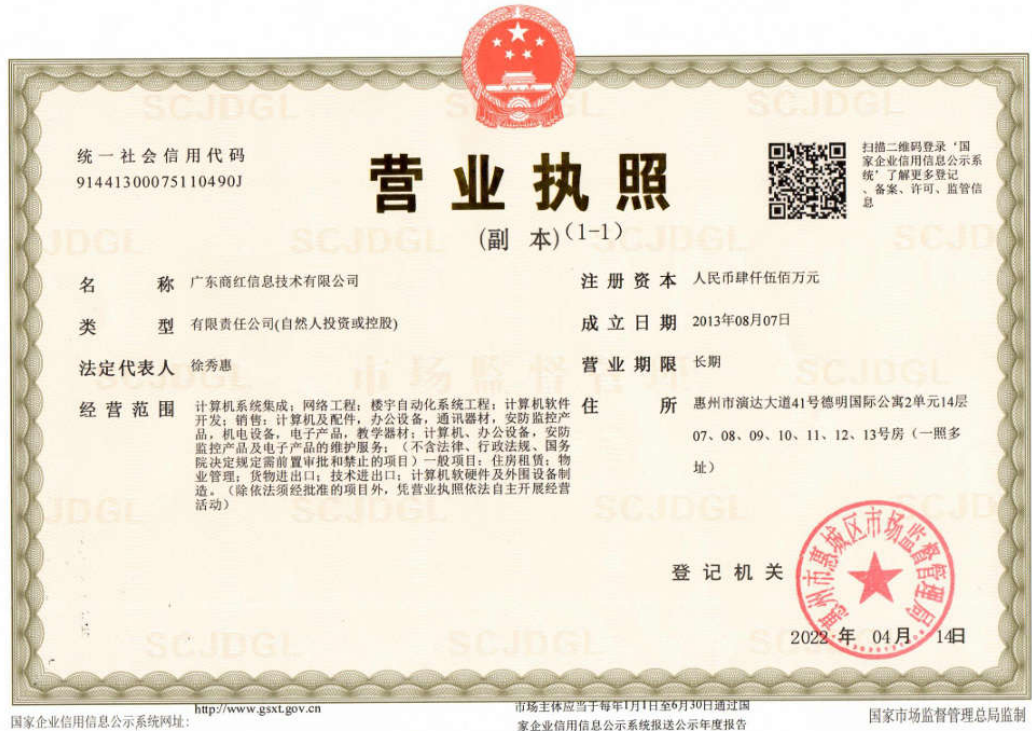 统一社会信用代码
91441300075110490J
营业执照
(副 本)(1-1)
扫描二维码登录‘国
家企业信用信息公示系
统’了解更多登记
、备案、许可、监管信
息
名 称 广东商红信息技术有限公司
类 型 有限责任公司(自然人投资或控股)
法定代表人 徐秀惠
经营范围 计算机系统集成；网络工程；楼宇自动化系统工程；计算机软件
开发；销售：计算机及配件，办公设备，通讯器材，安防监控产
品，机电设备，电子产品，教学器材；计算机、办公设备，安防
监控产品及电子产品的维护服务；（不含法律、行政法规、国务
院决定规定需前置审批和禁止的项目）一般项目：住房租赁；物
业管理；货物进出口；技术进出口；计算机软硬件及外围设备制
造。（除依法须经批准的项目外，凭营业执照依法自主开展经营
活动）
注册资本 人民币肆仟伍佰万元
成立日期 2013年08月07日
营业期限 长期
住 所 惠州市演达大道41号德明国际公寓2单元14层
07、08、09、10、11、12、13号房（一照多
址）
登记机关
惠州市惠城区市场监督管理局
2022 年 04 月 14日
国家企业信用信息公示系统网址：
http://www.gsxt.gov.cn
市场主体应当于每年1月1日至6月30日通过国
家企业信用信息公示系统报送公示年度报告
国家市场监督管理总局监制
SCJDGL
市场监督管理